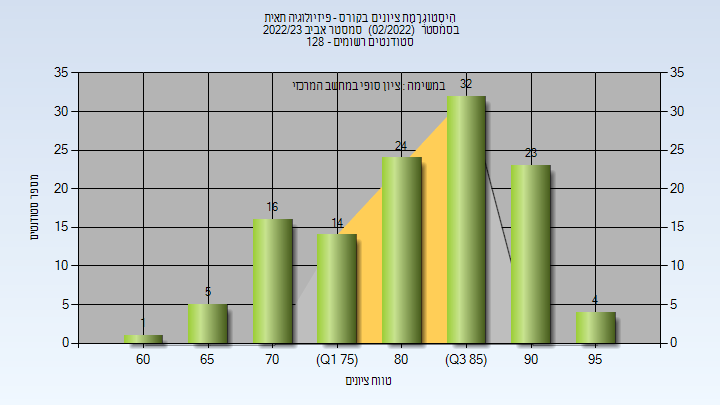 היסטוגרמת ציונים בקורס - פיזיולוגיה תאית
בסמסטר (02/2022) סמסטר אביב 2022/23
סטודנטים רשומים - 128
במשימה : ציון סופי במחשב המרכזי
35 35
30 30
25 25
20 20
15 15
10 10
5 5
0 0
1 5 16 14 24 32 23 4
60 65 70 (Q1 75) 80 (Q3 85) 90 95
מספר סטודנטים
טווח ציונים